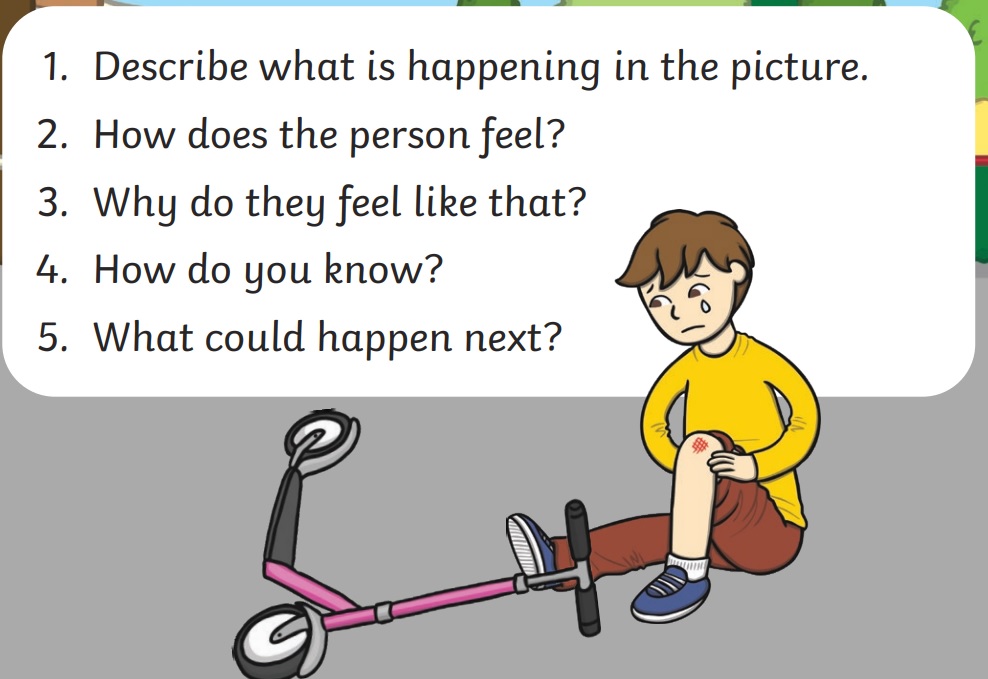 1. Describe what is happening in the picture.
2. How does the person feel?
3. Why do they feel like that?
4. How do you know?
5. What could happen next?